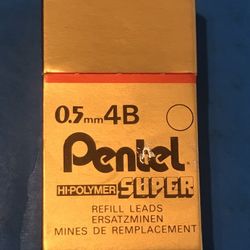 0.5mm 4B
Pentel
HI-POLYMER SUPER
REFILL LEADS
ERSATZMINEN
MINES DE REMPLACEMENT